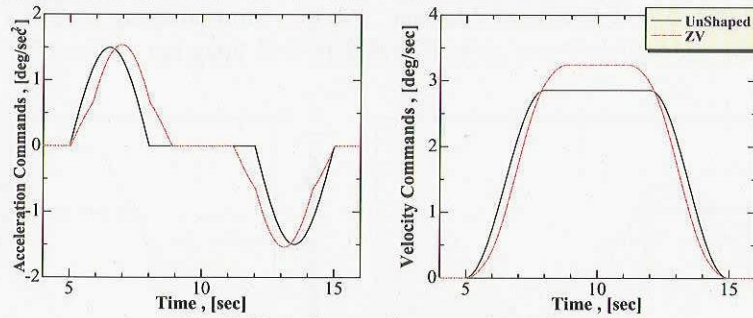 Acceleration Commands , [deg/sec²]
2
1
0
-1
-2
5
10
15
Time , [sec]
Velocity Commands , [deg/sec]
4
3
2
1
0
5
10
15
Time , [sec]
UnShaped
ZV